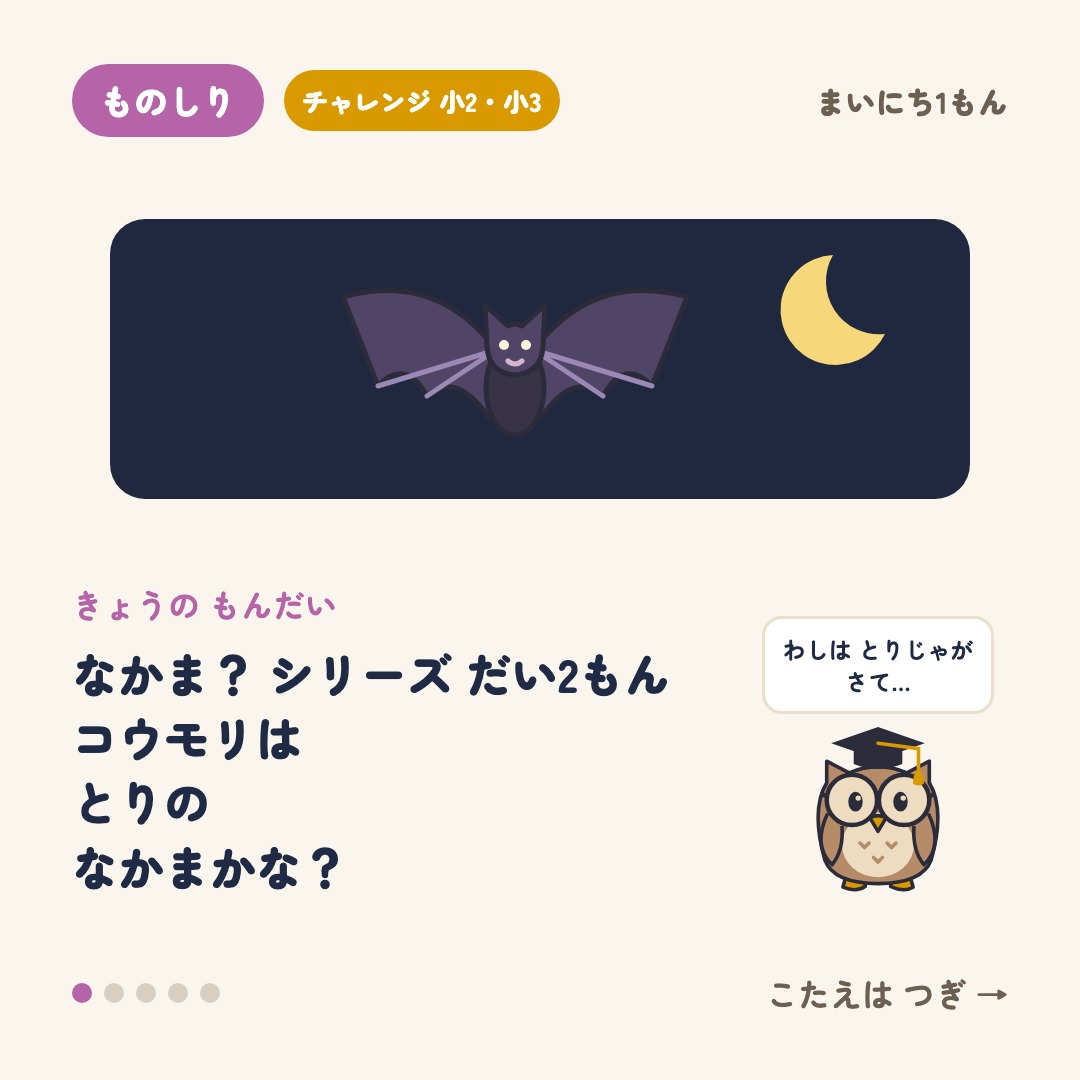 ものしり
チャレンジ 小2・小3
まいにち1もん
きょうの もんだい
なかま？ シリーズ だい2もん
コウモリは
とりの
なかまかな？
わしは とりじゃが
さて…
こたえは つぎ →